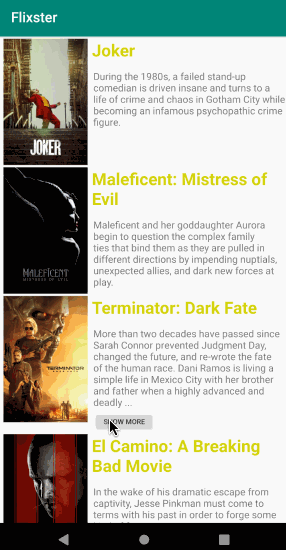 Flixster
Joker
During the 1980s, a failed stand-up
comedian is driven insane and turns to a
life of crime and chaos in Gotham City while
becoming an infamous psychopathic crime
figure.
JOKER
Maleficent: Mistress of
Evil
Maleficent and her goddaughter Aurora
begin to question the complex family
ties that bind them as they are pulled in
different directions by impending nuptials,
unexpected allies, and dark new forces at
play.
MALEFICENT
MISTRESS OF EVIL
Terminator: Dark Fate
More than two decades have passed since
Sarah Connor prevented Judgment Day,
changed the future, and re-wrote the fate
of the human race. Dani Ramos is living a
simple life in Mexico City with her brother
and father when a highly advanced and
deadly ...
TERMINATOR
SHOW MORE
El Camino: A Breaking
Bad Movie
In the wake of his dramatic escape from
captivity, Jesse Pinkman must come to
terms with his past in order to forge some